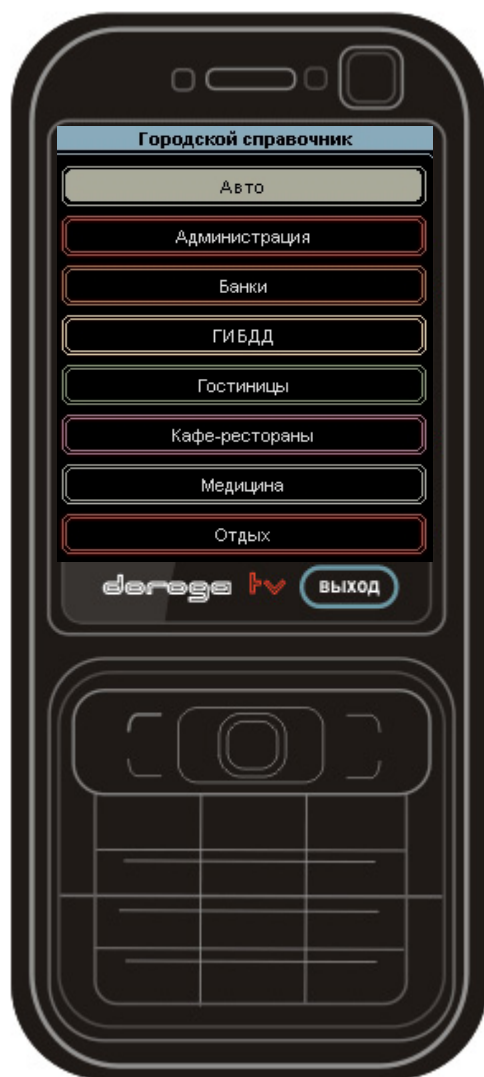 Городской справочник
Авто
Администрация
Банки
ГИБДД
Гостиницы
Кафе-рестораны
Медицина
Отдых
doroga tv выход